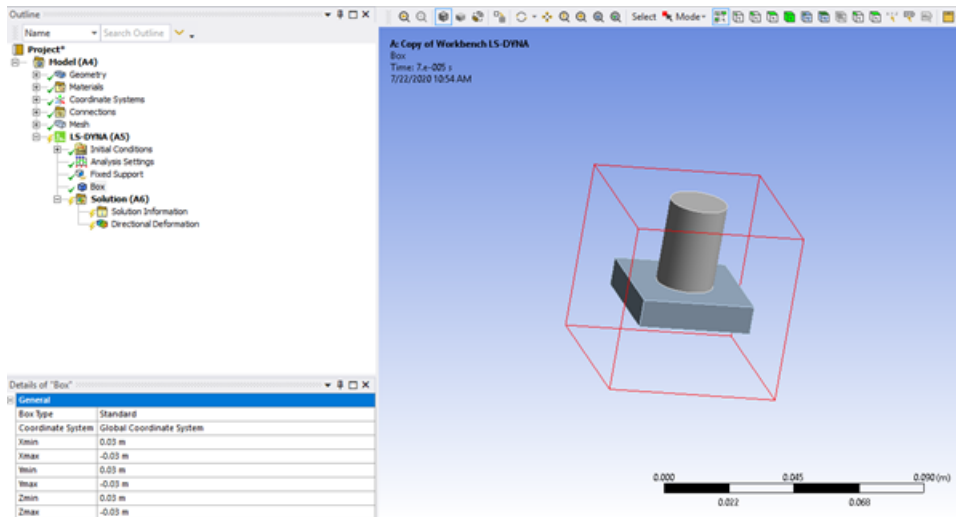 Outline
Name Search Outline
Select Mode
Project*
Model (A4)
Geometry
Materials
Coordinate Systems
Connections
Mesh
LS-DYNA (A5)
Initial Conditions
Analysis Settings
Fixed Support
Box
Solution (A6)
Solution Information
Directional Deformation
A: Copy of Workbench LS-DYNA
Box
Time: 7.e-005 s
7/22/2020 10:54 AM
Details of "Box"
General
Box Type Standard
Coordinate System Global Coordinate System
Xmin 0.03 m
Xmax -0.03 m
Ymin 0.03 m
Ymax -0.03 m
Zmin 0.03 m
Zmax -0.03 m
0.000 0.045 0.090 (m)
0.022 0.068